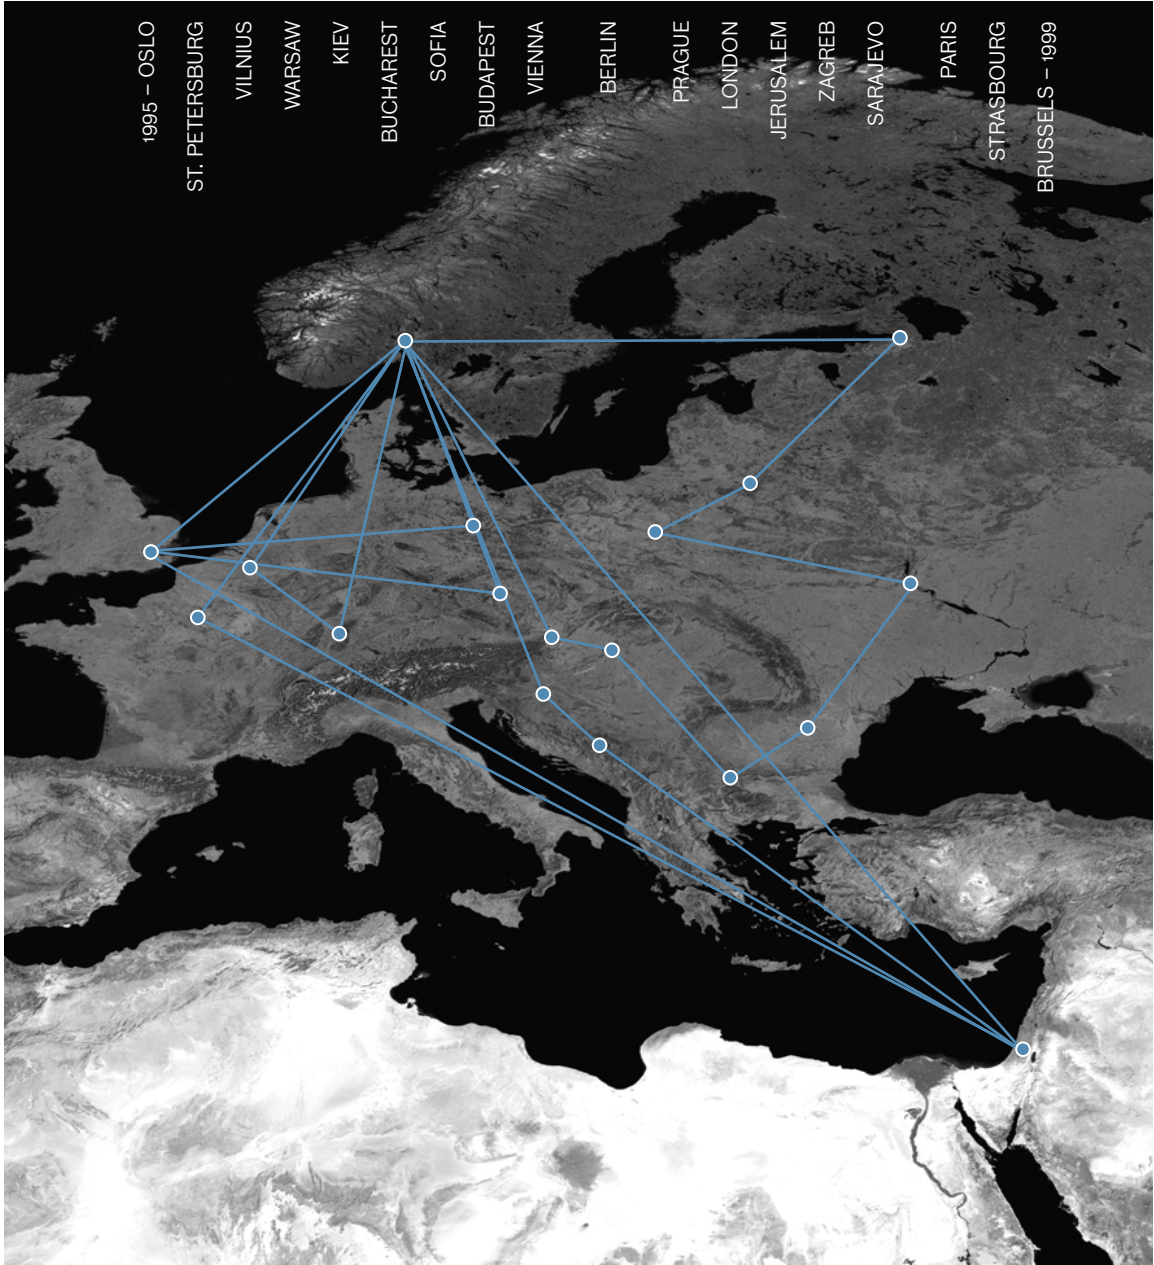 1995 – OSLO
ST. PETERSBURG
VILNIUS
WARSAW
KIEV
BUCHAREST
SOFIA
BUDAPEST
VIENNA
BERLIN
PRAGUE
LONDON
JERUSALEM
ZAGREB
SARAJEVO
PARIS
STRASBOURG
BRUSSELS – 1999